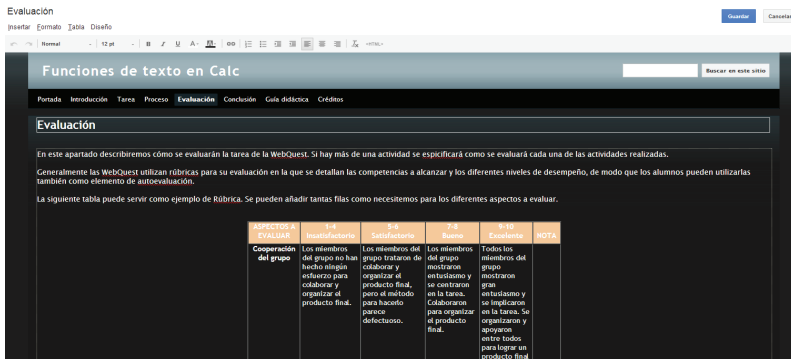 Evaluación
Guardar
Cancelar
Insertar Formato Tabla Diseño
Normal 12 pt B I U A A <HTML>
Funciones de texto en Calc
Buscar en este sitio
Portada Introducción Tarea Proceso Evaluación Conclusión Guía didáctica Créditos
Evaluación
En este apartado describiremos cómo se evaluarán la tarea de la WebQuest. Si hay más de una actividad se espicificará como se evaluará cada una de las actividades realizadas.
Generalmente las WebQuest utilizan rúbricas para su evaluación en la que se detallan las competencias a alcanzar y los diferentes niveles de desempeño, de modo que los alumnos pueden utilizarlas
también como elemento de autoevaluación.
La siguiente tabla puede servir como ejemplo de Rúbrica. Se pueden añadir tantas filas como necesitemos para los diferentes aspectos a evaluar.
ASPECTOS A EVALUAR
1-4 Insatisfactorio
5-6 Satisfactorio
7-8 Bueno
9-10 Excelente
NOTA
Cooperación
del grupo
Los miembros
del grupo no han
hecho ningún
esfuerzo para
colaborar y
organizar el
producto final.
Los miembros del
grupo trataron de
colaborar y
organizar el
producto final,
pero el método
para hacerlo
parece
defectuoso.
Los miembros
del grupo
mostraron
entusiasmo y
se centraron
en la tarea.
Colaboraron
para organizar
el producto
final.
Todos los
miembros del
grupo
mostraron
gran
entusiasmo y
se implicaron
en la tarea. Se
organizaron y
apoyaron
entre todos
para lograr un
producto final